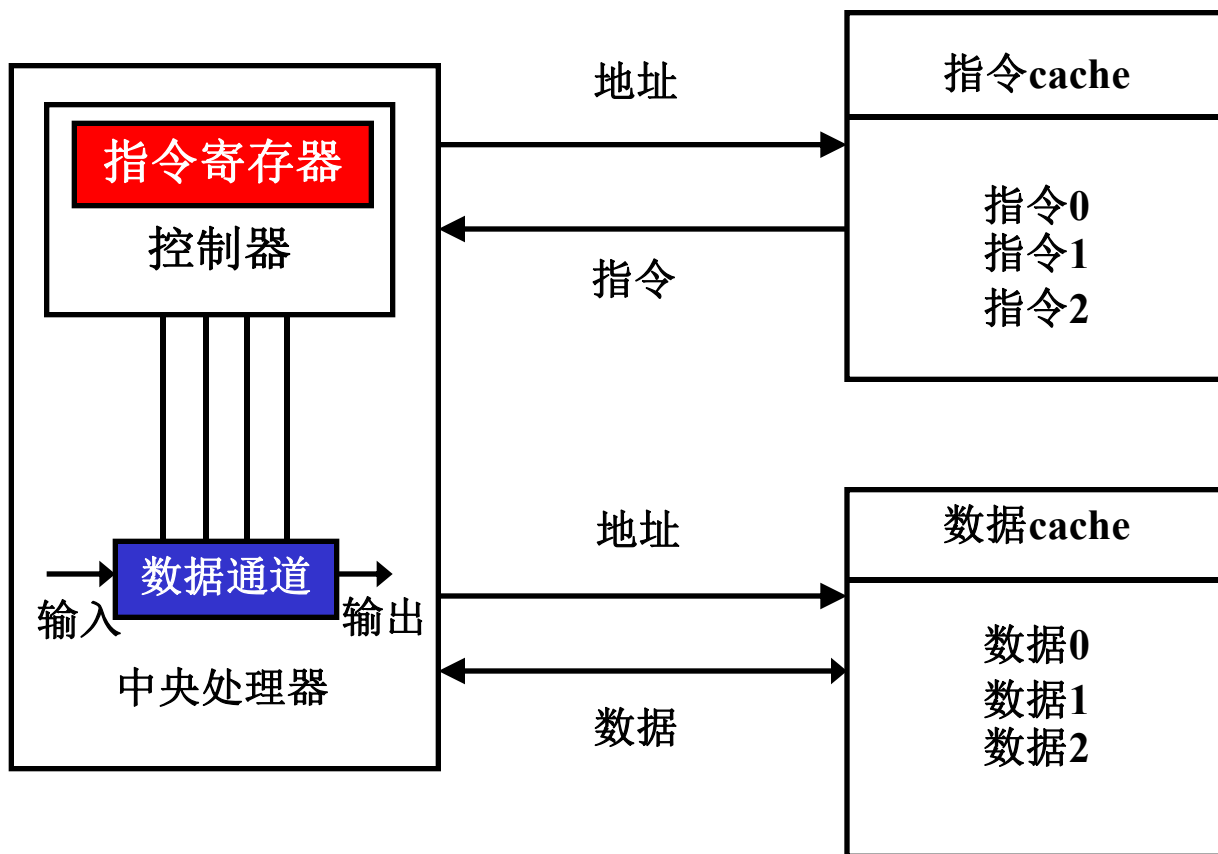 地址
指令cache
指令寄存器
控制器
指令
指令0
指令1
指令2
地址
数据cache
数据通道
输入
输出
中央处理器
数据
数据0
数据1
数据2